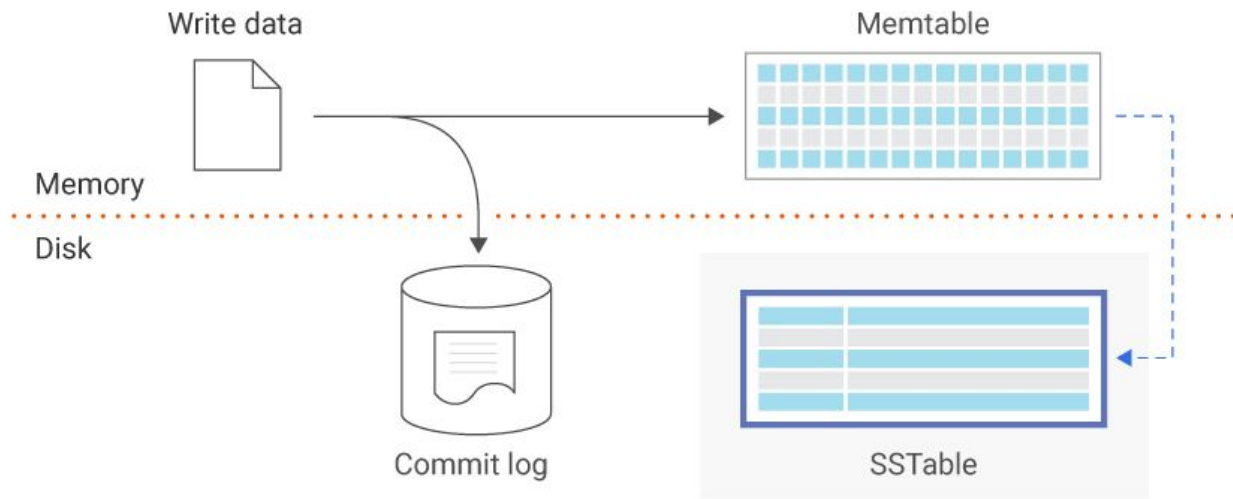 Write data
Memtable
Memory
Disk
Commit log
SSTable